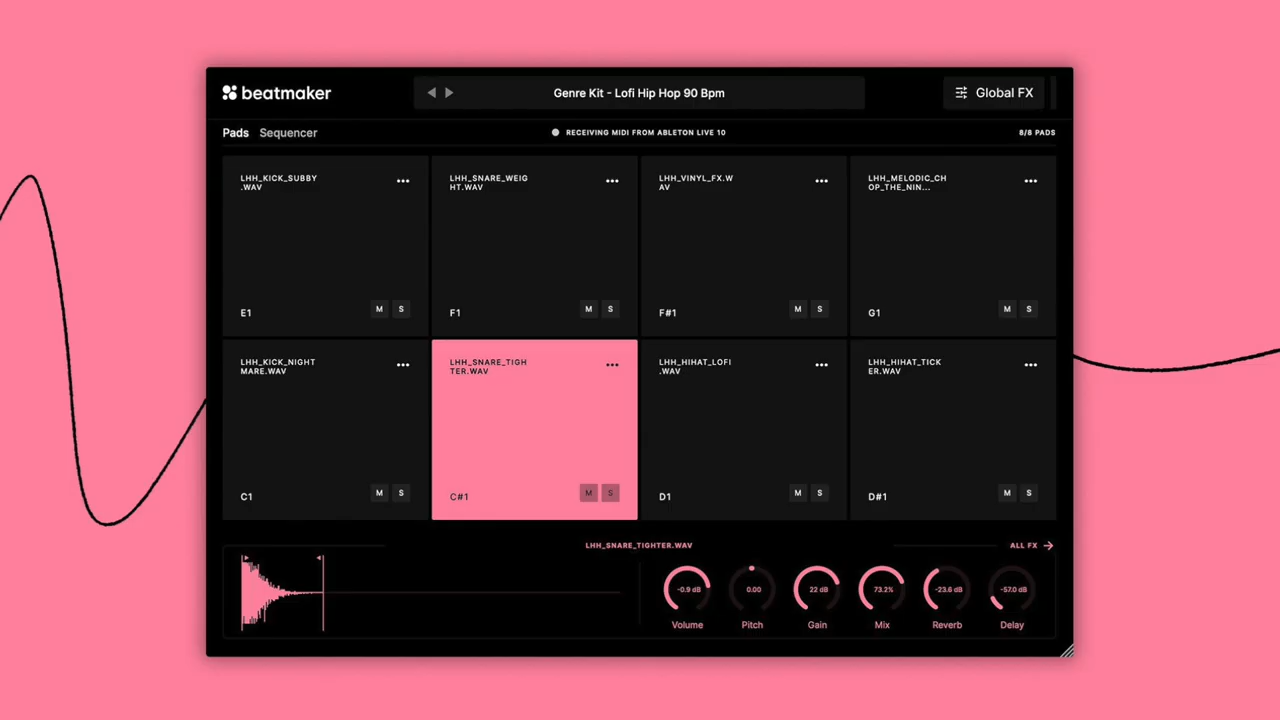 beatmaker
Genre Kit - Lofi Hip Hop 90 Bpm
Global FX
Pads Sequencer
RECEIVING MIDI FROM ABLETON LIVE 10
8/8 PADS
LHH_KICK_SUBBY
.WAV
E1
M S
LHH_SNARE_WEIG
HT.WAV
F1
M S
LHH_VINYL_FX.W
AV
F#1
M S
LHH_MELODIC_CH
OP_THE_NIN...
G1
M S
LHH_KICK_NIGHT
MARE.WAV
C1
M S
LHH_SNARE_TIGH
TER.WAV
C#1
M S
LHH_HIHAT_LOFI
.WAV
D1
M S
LHH_HIHAT_TICK
ER.WAV
D#1
M S
LHH_SNARE_TIGHTER.WAV
ALL FX
-0.9 dB
Volume
0.00
Pitch
22 dB
Gain
73.2%
Mix
-23.6 dB
Reverb
-57.0 dB
Delay